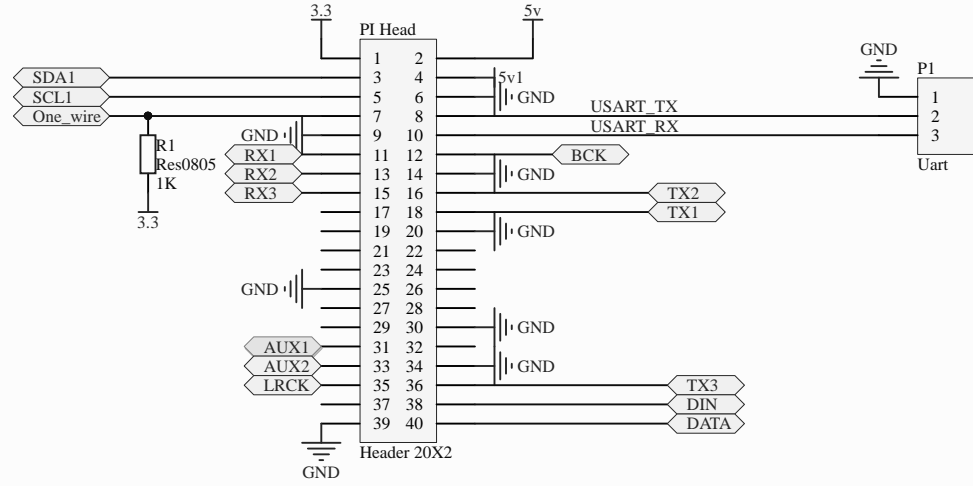 3.3
5v
PI Head
GND
1 2
P1
SDA1
3 4
5v1
SCL1
5 6
GND
1
USART_TX
One_wire
7 8
2
USART_RX
GND
9 10
3
R1
RX1
11 12
BCK
Res0805
Uart
RX2
13 14
GND
1K
RX3
15 16
TX2
3.3
17 18
TX1
19 20
GND
21 22
23 24
GND
25 26
27 28
29 30
GND
AUX1
31 32
AUX2
33 34
GND
LRCK
35 36
TX3
37 38
DIN
39 40
DATA
Header 20X2
GND